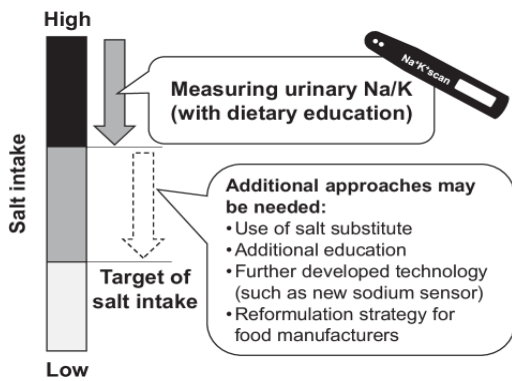 High
Salt intake
Measuring urinary Na/K
(with dietary education)
Na⁺K⁺scan
Additional approaches may
be needed:
•Use of salt substitute
•Additional education
•Further developed technology
(such as new sodium sensor)
•Reformulation strategy for
food manufacturers
Target of
salt intake
Low